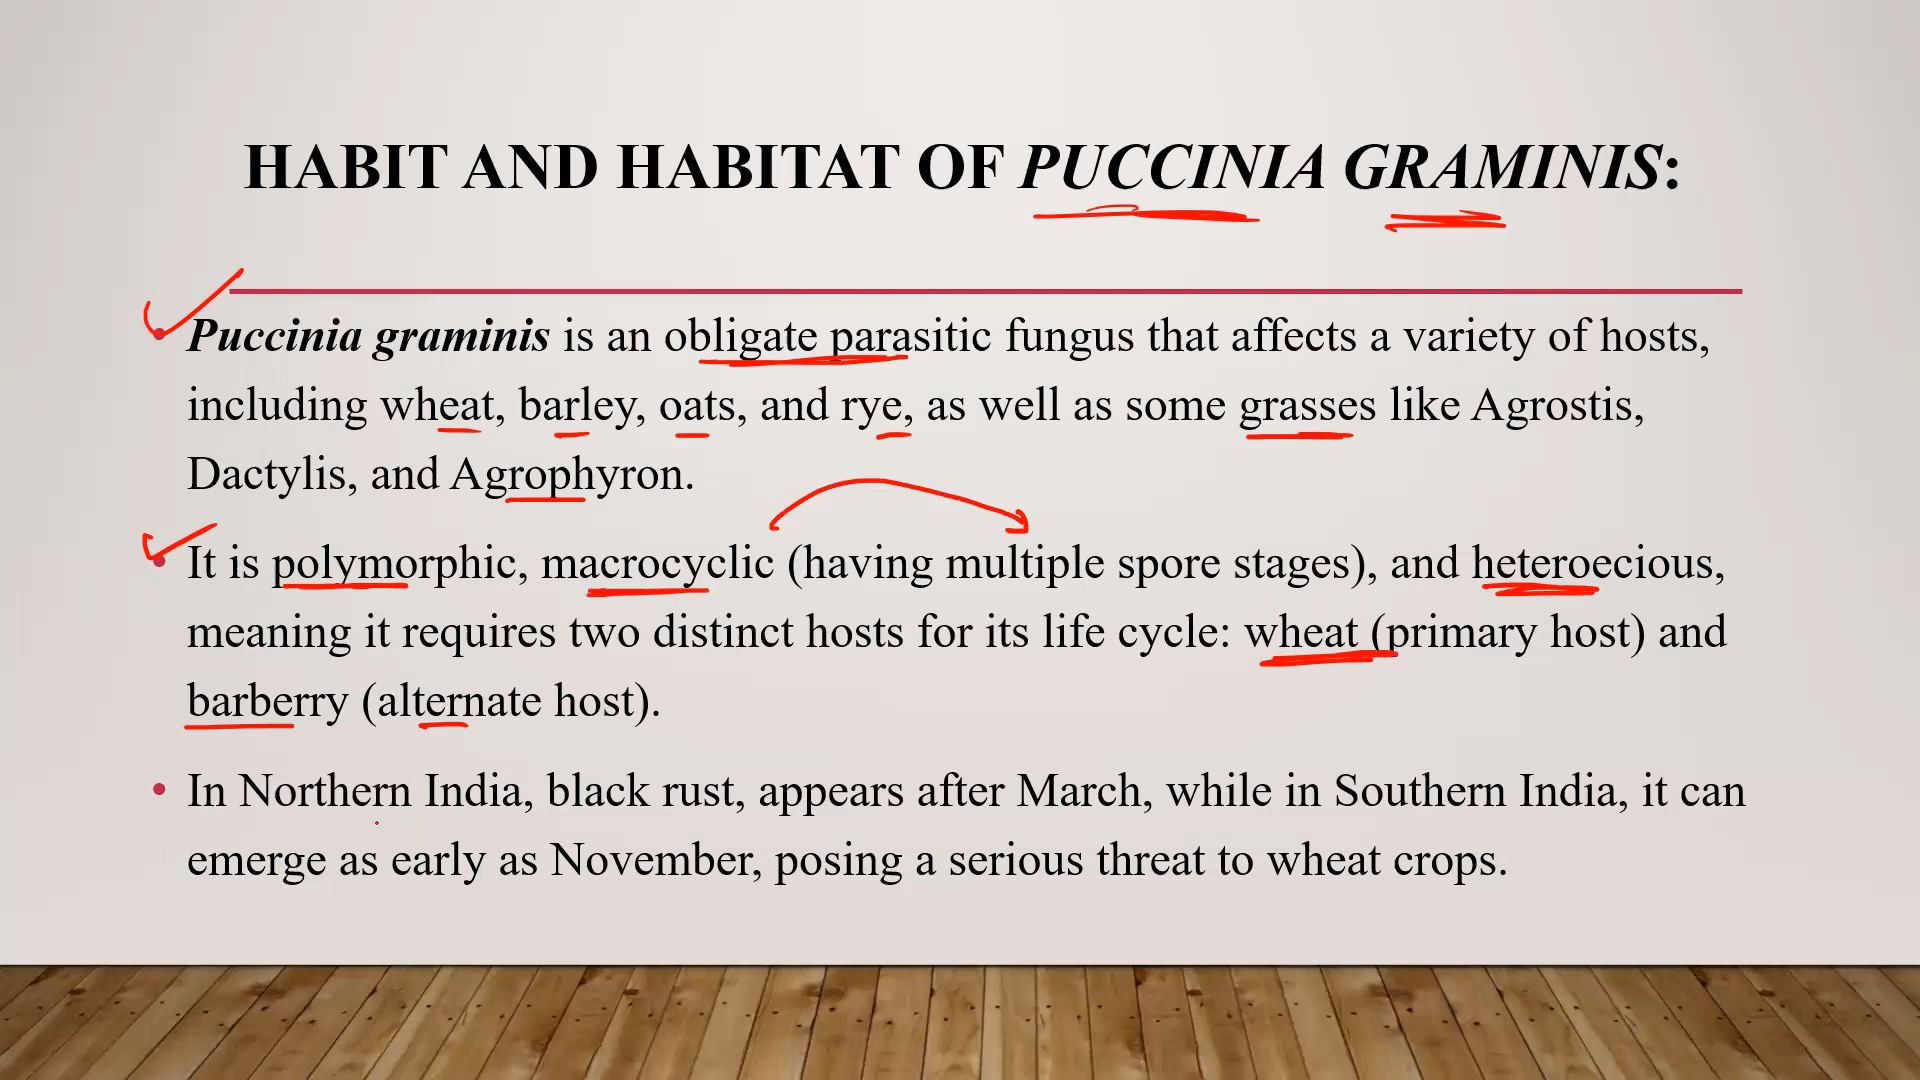 HABIT AND HABITAT OF PUCCINIA GRAMINIS:
• Puccinia graminis is an obligate parasitic fungus that affects a variety of hosts,
including wheat, barley, oats, and rye, as well as some grasses like Agrostis,
Dactylis, and Agrophyron.
• It is polymorphic, macrocyclic (having multiple spore stages), and heteroecious,
meaning it requires two distinct hosts for its life cycle: wheat (primary host) and
barberry (alternate host).
• In Northern India, black rust, appears after March, while in Southern India, it can
emerge as early as November, posing a serious threat to wheat crops.